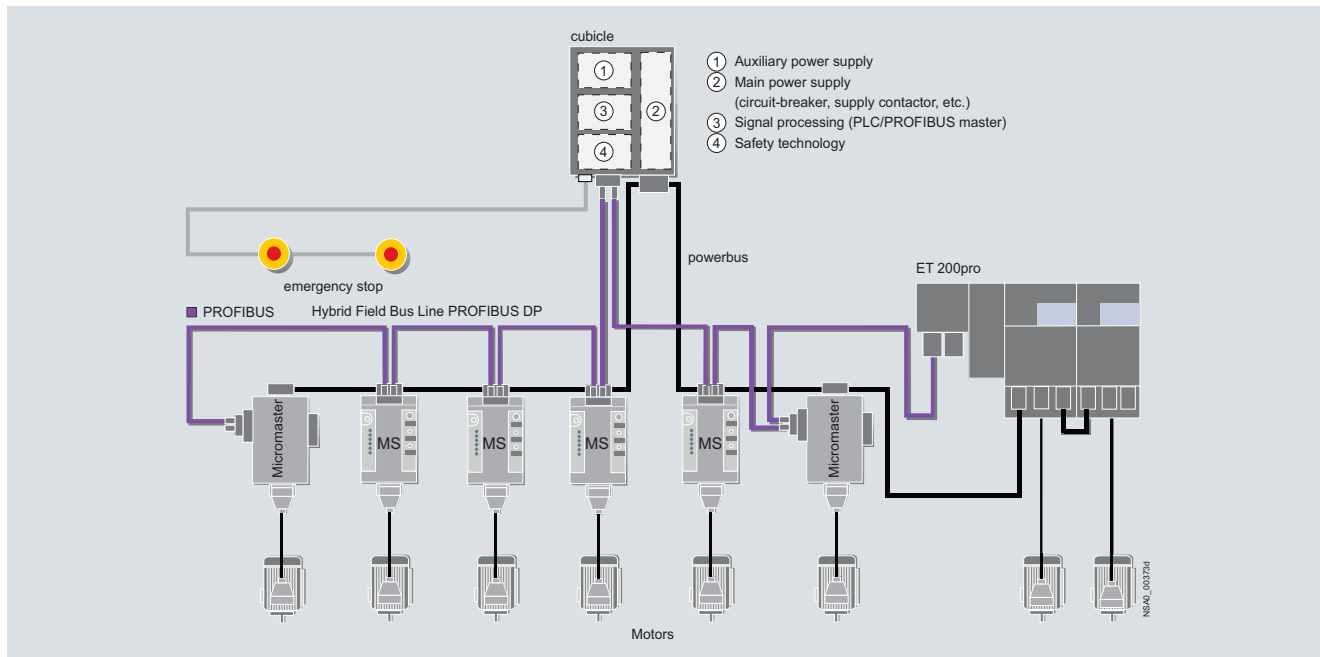 cubicle
1
3
4
2
1 Auxiliary power supply
2 Main power supply
(circuit-breaker, supply contactor, etc.)
3 Signal processing (PLC/PROFIBUS master)
4 Safety technology
powerbus
ET 200pro
emergency stop
PROFIBUS
Hybrid Field Bus Line PROFIBUS DP
Micromaster
MS
MS
MS
MS
Micromaster
NSA0_00373d
Motors